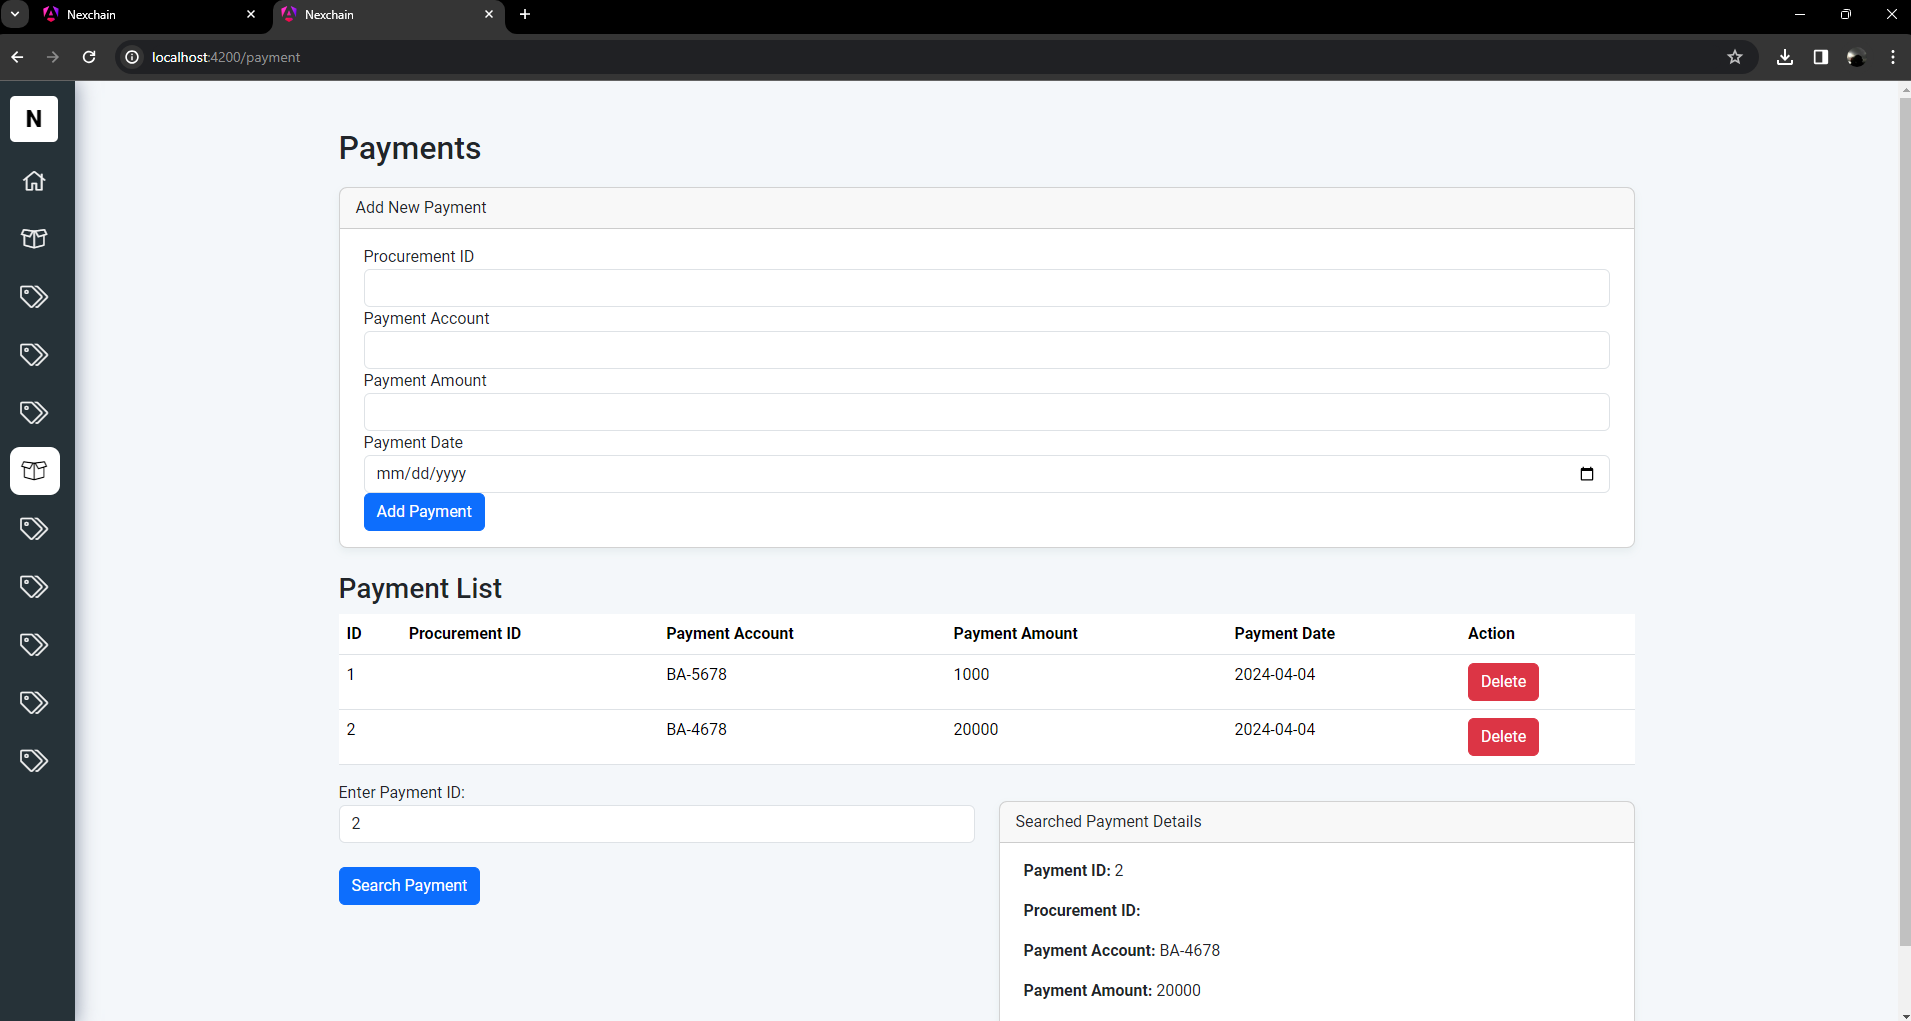 Nexchain
Nexchain
localhost:4200/payment
N
Payments
Add New Payment
Procurement ID
Payment Account
Payment Amount
Payment Date
mm/dd/yyyy
Add Payment
Payment List
ID Procurement ID Payment Account Payment Amount Payment Date Action
1 BA-5678 1000 2024-04-04 Delete
2 BA-4678 20000 2024-04-04 Delete
Enter Payment ID:
2
Search Payment
Searched Payment Details
Payment ID: 2
Procurement ID:
Payment Account: BA-4678
Payment Amount: 20000